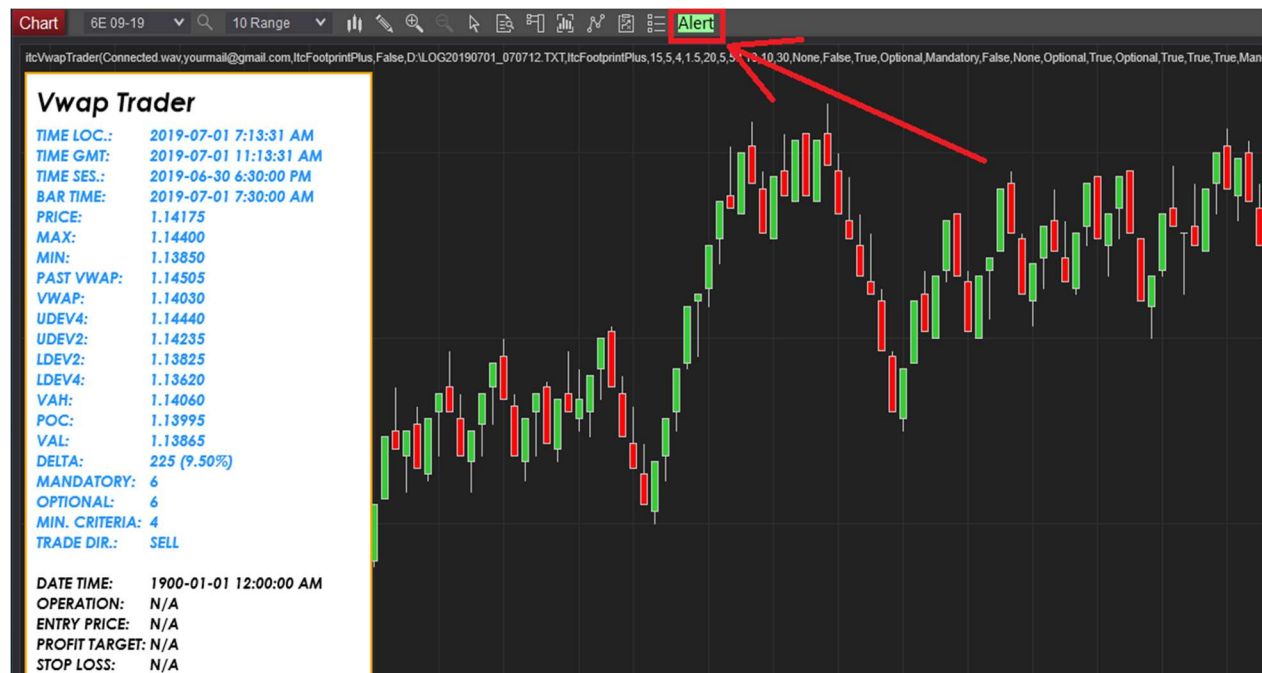 Chart 6E 09-19 10 Range Alert
itcVwapTrader(Connected.wav,yourmail@gmail.com,ItcFootprintPlus,False,D:\LOG20190701_070712.TXT,ItcFootprintPlus,15,5,4,1.5,20,5,50,10,10,30,None,False,True,Optional,Mandatory,False,None,Optional,True,Optional,True,True,True,Man
Vwap Trader
TIME LOC.: 2019-07-01 7:13:31 AM
TIME GMT: 2019-07-01 11:13:31 AM
TIME SES.: 2019-06-30 6:30:00 PM
BAR TIME: 2019-07-01 7:30:00 AM
PRICE: 1.14175
MAX: 1.14400
MIN: 1.13850
PAST VWAP: 1.14505
VWAP: 1.14030
UDEV4: 1.14440
UDEV2: 1.14235
LDEV2: 1.13825
LDEV4: 1.13620
VAH: 1.14060
POC: 1.13995
VAL: 1.13865
DELTA: 225 (9.50%)
MANDATORY: 6
OPTIONAL: 6
MIN. CRITERIA: 4
TRADE DIR.: SELL
DATE TIME: 1900-01-01 12:00:00 AM
OPERATION: N/A
ENTRY PRICE: N/A
PROFIT TARGET: N/A
STOP LOSS: N/A